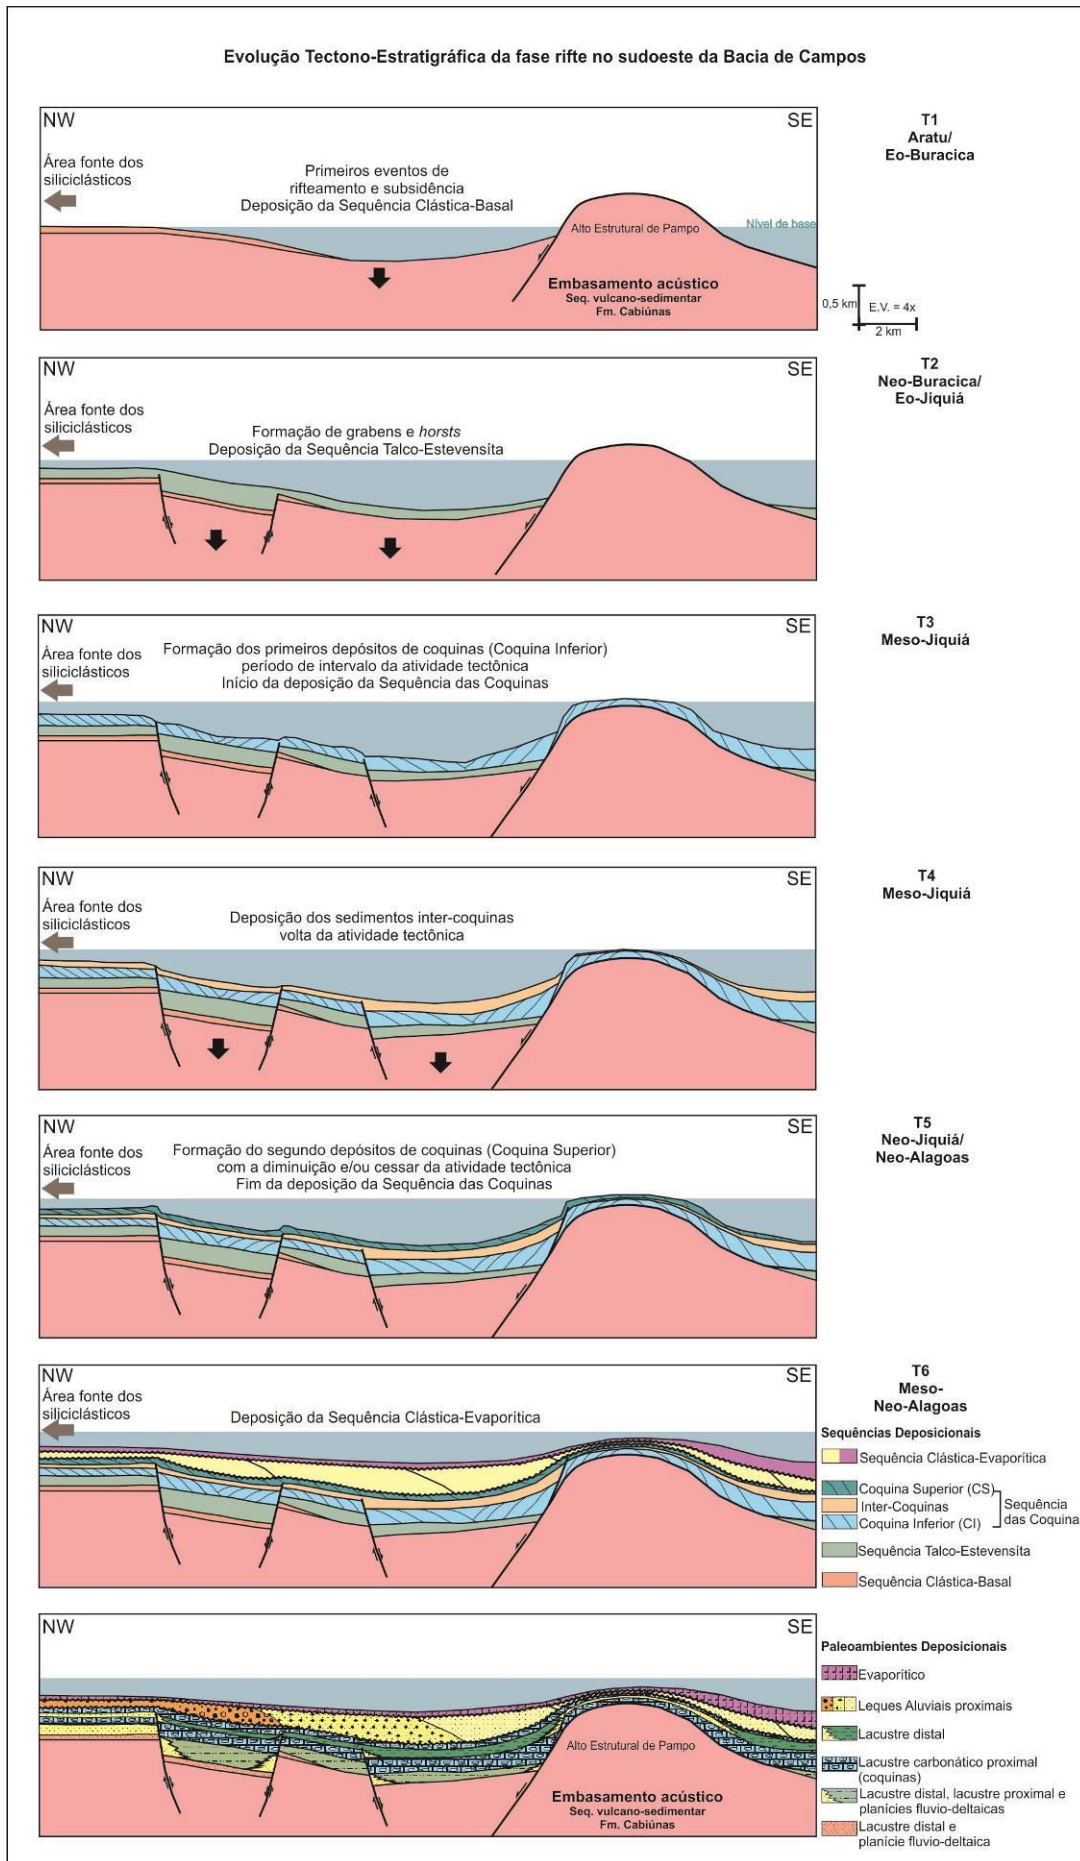 Evolução Tectono-Estratigráfica da fase rifte no sudoeste da Bacia de Campos
NW
SE
T1
Aratu/
Eo-Buracica
Área fonte dos
siliciclásticos
Primeiros eventos de
rifteamento e subsidência
Deposição da Sequência Clástica-Basal
Alto Estrutural de Pampo
Nível de base
Embasamento acústico
Seq. vulcano-sedimentar
Fm. Cabiúnas
0,5 km
E.V. = 4x
2 km
NW
SE
T2
Neo-Buracica/
Eo-Jiquiá
Área fonte dos
siliciclásticos
Formação de grabens e horsts
Deposição da Sequência Talco-Estevensíta
NW
SE
T3
Meso-Jiquiá
Área fonte dos
siliciclásticos
Formação dos primeiros depósitos de coquinas (Coquina Inferior)
período de intervalo da atividade tectônica
Início da deposição da Sequência das Coquinas
NW
SE
T4
Meso-Jiquiá
Área fonte dos
siliciclásticos
Deposição dos sedimentos inter-coquinas
volta da atividade tectônica
NW
SE
T5
Neo-Jiquiá/
Neo-Alagoas
Área fonte dos
siliciclásticos
Formação do segundo depósitos de coquinas (Coquina Superior)
com a diminuição e/ou cessar da atividade tectônica
Fim da deposição da Sequência das Coquinas
NW
SE
T6
Meso-
Neo-Alagoas
Área fonte dos
siliciclásticos
Deposição da Sequência Clástica-Evaporítica
Sequências Deposicionais
Sequência Clástica-Evaporítica
Coquina Superior (CS)
Inter-Coquinas
Coquina Inferior (CI)
Sequência
das Coquina
Sequência Talco-Estevensíta
Sequência Clástica-Basal
NW
SE
Alto Estrutural de Pampo
Embasamento acústico
Seq. vulcano-sedimentar
Fm. Cabiúnas
Paleoambientes Deposicionais
Evaporítico
Leques Aluviais proximais
Lacustre distal
Lacustre carbonático proximal
(coquinas)
Lacustre distal, lacustre proximal e
planícies fluvio-deltaicas
Lacustre distal e
planície fluvio-deltaica